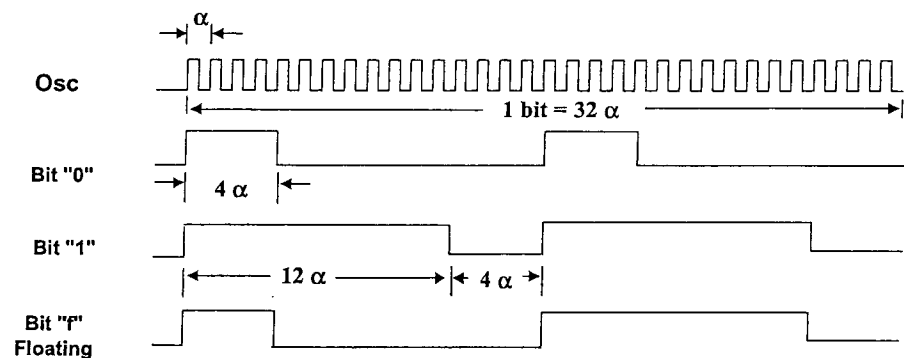 α
Osc
1 bit = 32 α
Bit "0"
4 α
Bit "1"
12 α
4 α
Bit "f"
Floating